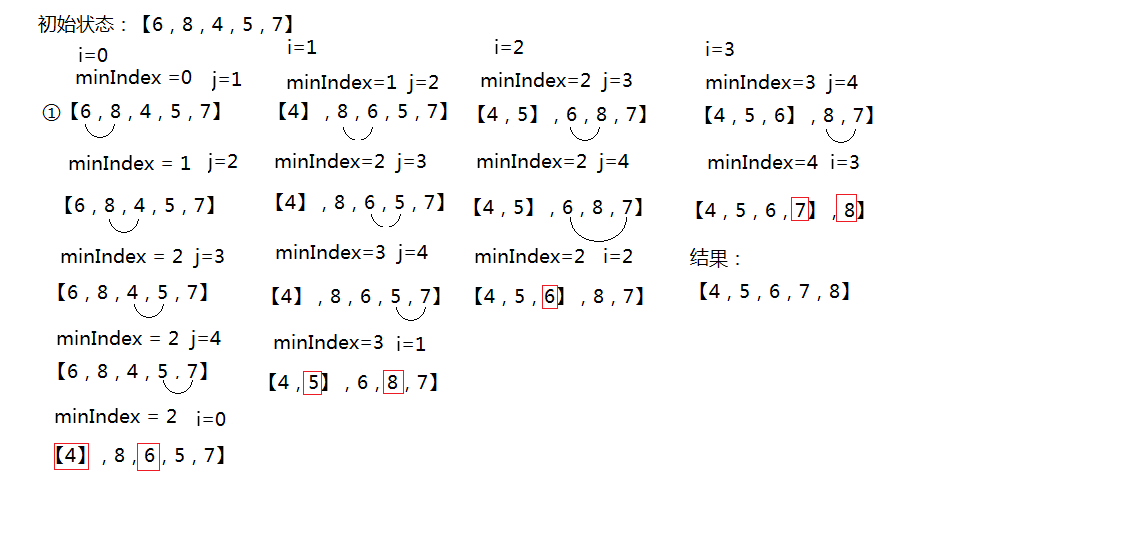 初始状态：【6，8，4，5，7】
i=0
minIndex =0 j=1
①【6，8，4，5，7】
minIndex = 1 j=2
【6，8，4，5，7】
minIndex = 2 j=3
【6，8，4，5，7】
minIndex = 2 j=4
【6，8，4，5，7】
minIndex = 2 i=0
【4】，8，6，5，7】
i=1
minIndex=1 j=2
【4】，8，6，5，7】
minIndex=2 j=3
【4】，8，6，5，7】
minIndex=3 j=4
【4】，8，6，5，7】
minIndex=3 i=1
【4，5】，6，8，7】
i=2
minIndex=2 j=3
【4，5】，6，8，7】
minIndex=2 j=4
【4，5】，6，8，7】
minIndex=2 i=2
【4，5，6】，8，7】
i=3
minIndex=3 j=4
【4，5，6】，8，7】
minIndex=4 i=3
【4，5，6，7】，8】
结果：
【4，5，6，7，8】